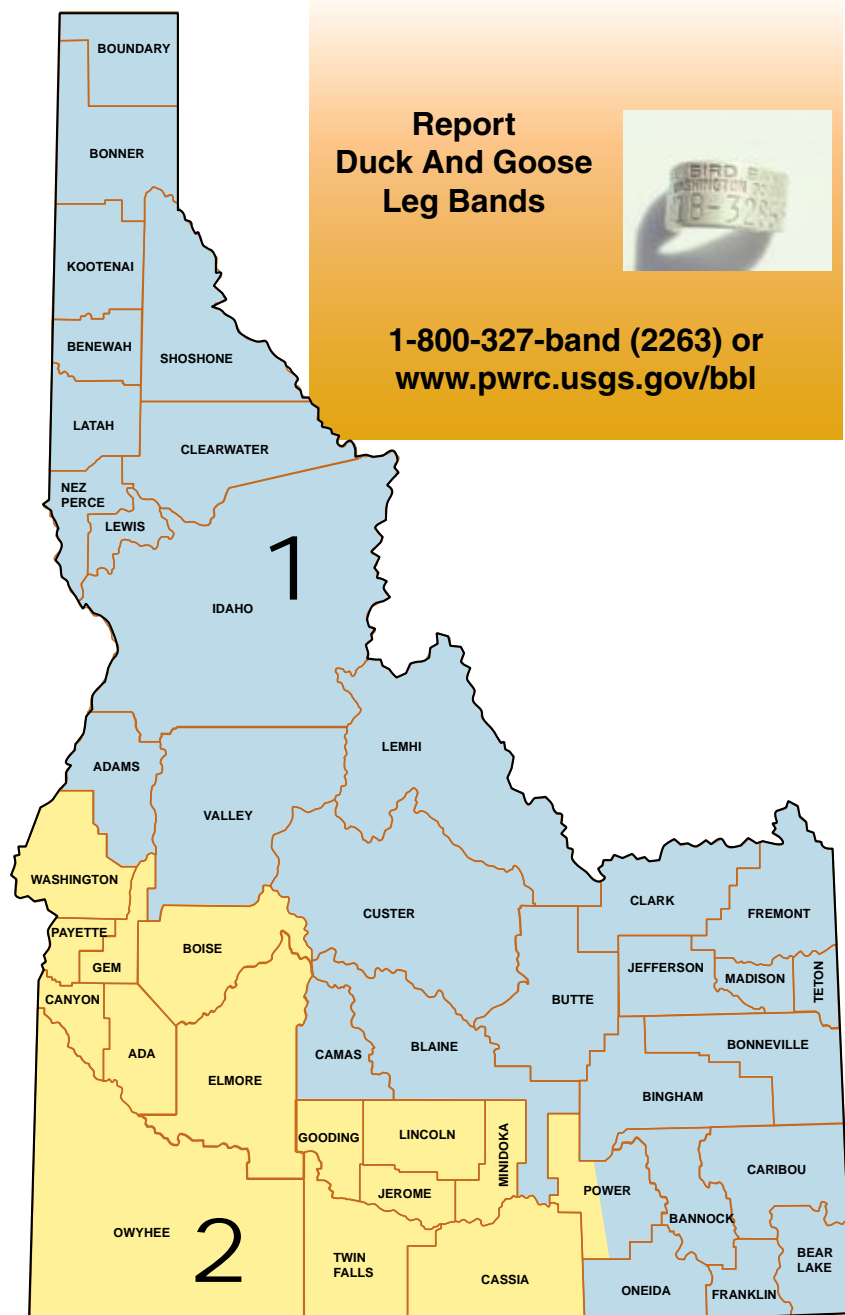 Report
Duck And Goose
Leg Bands
BIRD
WASHINGTON
1-800-327-band (2263) or
www.pwrc.usgs.gov/bbl
BOUNDARY
BONNER
KOOTENAI
BENEWAH
SHOSHONE
LATAH
CLEARWATER
NEZ
PERCE
LEWIS
1
IDAHO
LEMHI
ADAMS
VALLEY
WASHINGTON
CUSTER
CLARK
FREMONT
PAYETTE
BOISE
GEM
JEFFERSON
MADISON
TETON
CANYON
BUTTE
ADA
CAMAS
BLAINE
BONNEVILLE
ELMORE
BINGHAM
GOODING
LINCOLN
MINIDOKA
CARIBOU
JEROME
POWER
BANNOCK
OWYHEE
2
TWIN
FALLS
CASSIA
BEAR
LAKE
ONEIDA
FRANKLIN